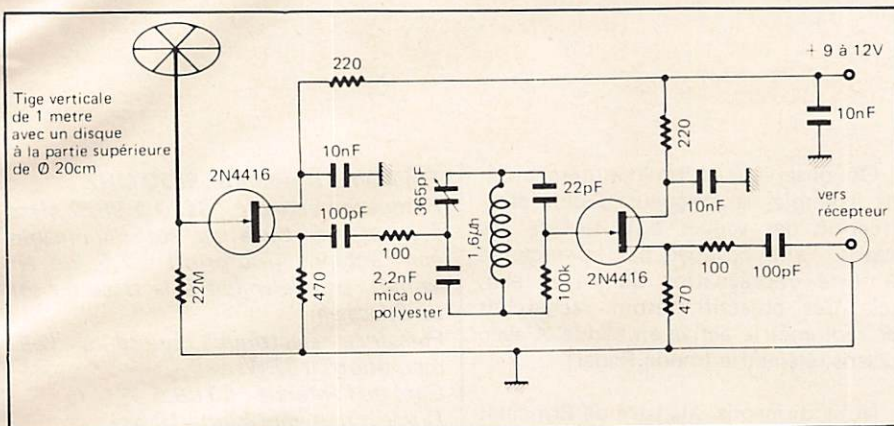 Tige verticale
de 1 metre
avec un disque
à la partie supérieure
de Ø 20cm
220
+ 9 à 12V
10nF
2N4416
10nF
365pF
22pF
220
10nF
vers
récepteur
100pF
100
1,6µh
2N4416
100
100pF
22M
470
2,2nF
mica ou
polyester
100k
470